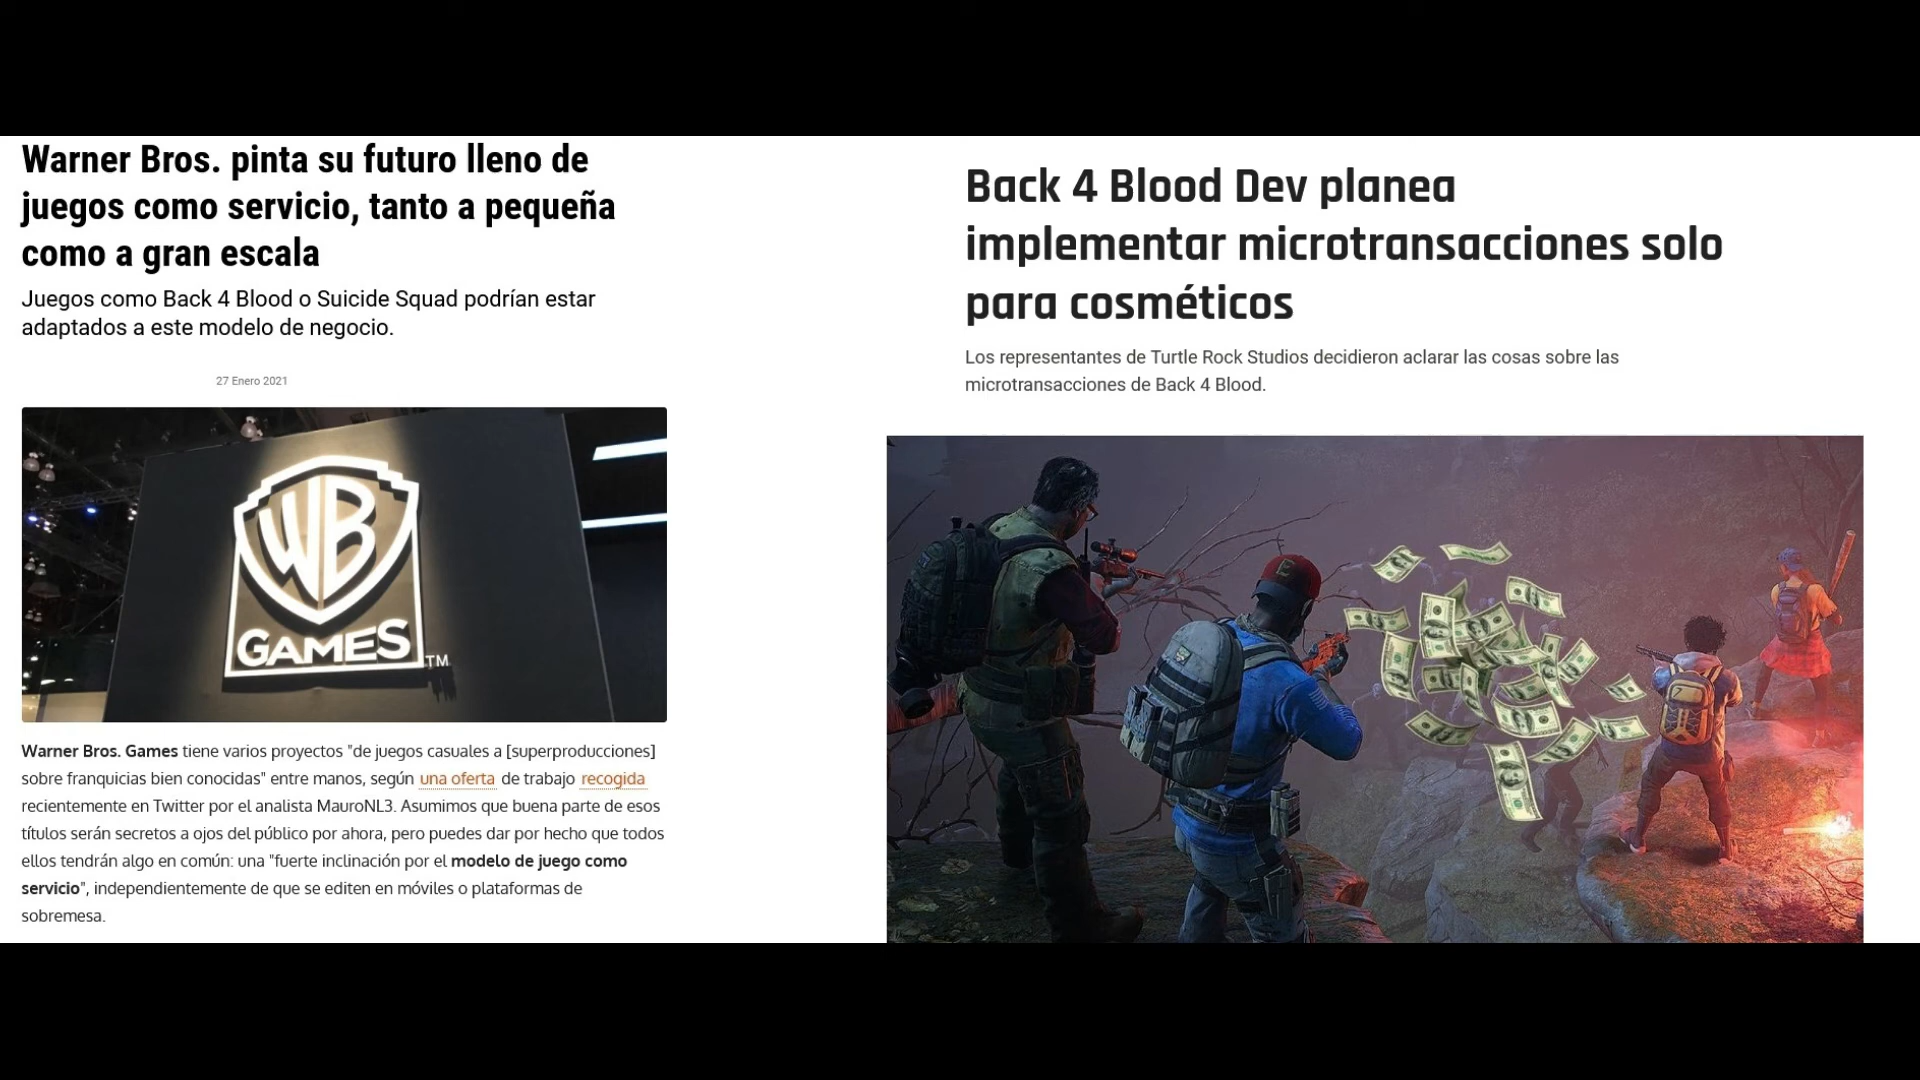 Warner Bros. pinta su futuro lleno de
juegos como servicio, tanto a pequeña
como a gran escala
Juegos como Back 4 Blood o Suicide Squad podrían estar
adaptados a este modelo de negocio.
27 Enero 2021
WB
GAMES
TM
Warner Bros. Games tiene varios proyectos "de juegos casuales a [superproducciones]
sobre franquicias bien conocidas" entre manos, según una oferta de trabajo recogida
recientemente en Twitter por el analista MauroNL3. Asumimos que buena parte de esos
títulos serán secretos a ojos del público por ahora, pero puedes dar por hecho que todos
ellos tendrán algo en común: una "fuerte inclinación por el modelo de juego como
servicio", independientemente de que se editen en móviles o plataformas de
sobremesa.
Back 4 Blood Dev planea
implementar microtransacciones solo
para cosméticos
Los representantes de Turtle Rock Studios decidieron aclarar las cosas sobre las
microtransacciones de Back 4 Blood.
E
7